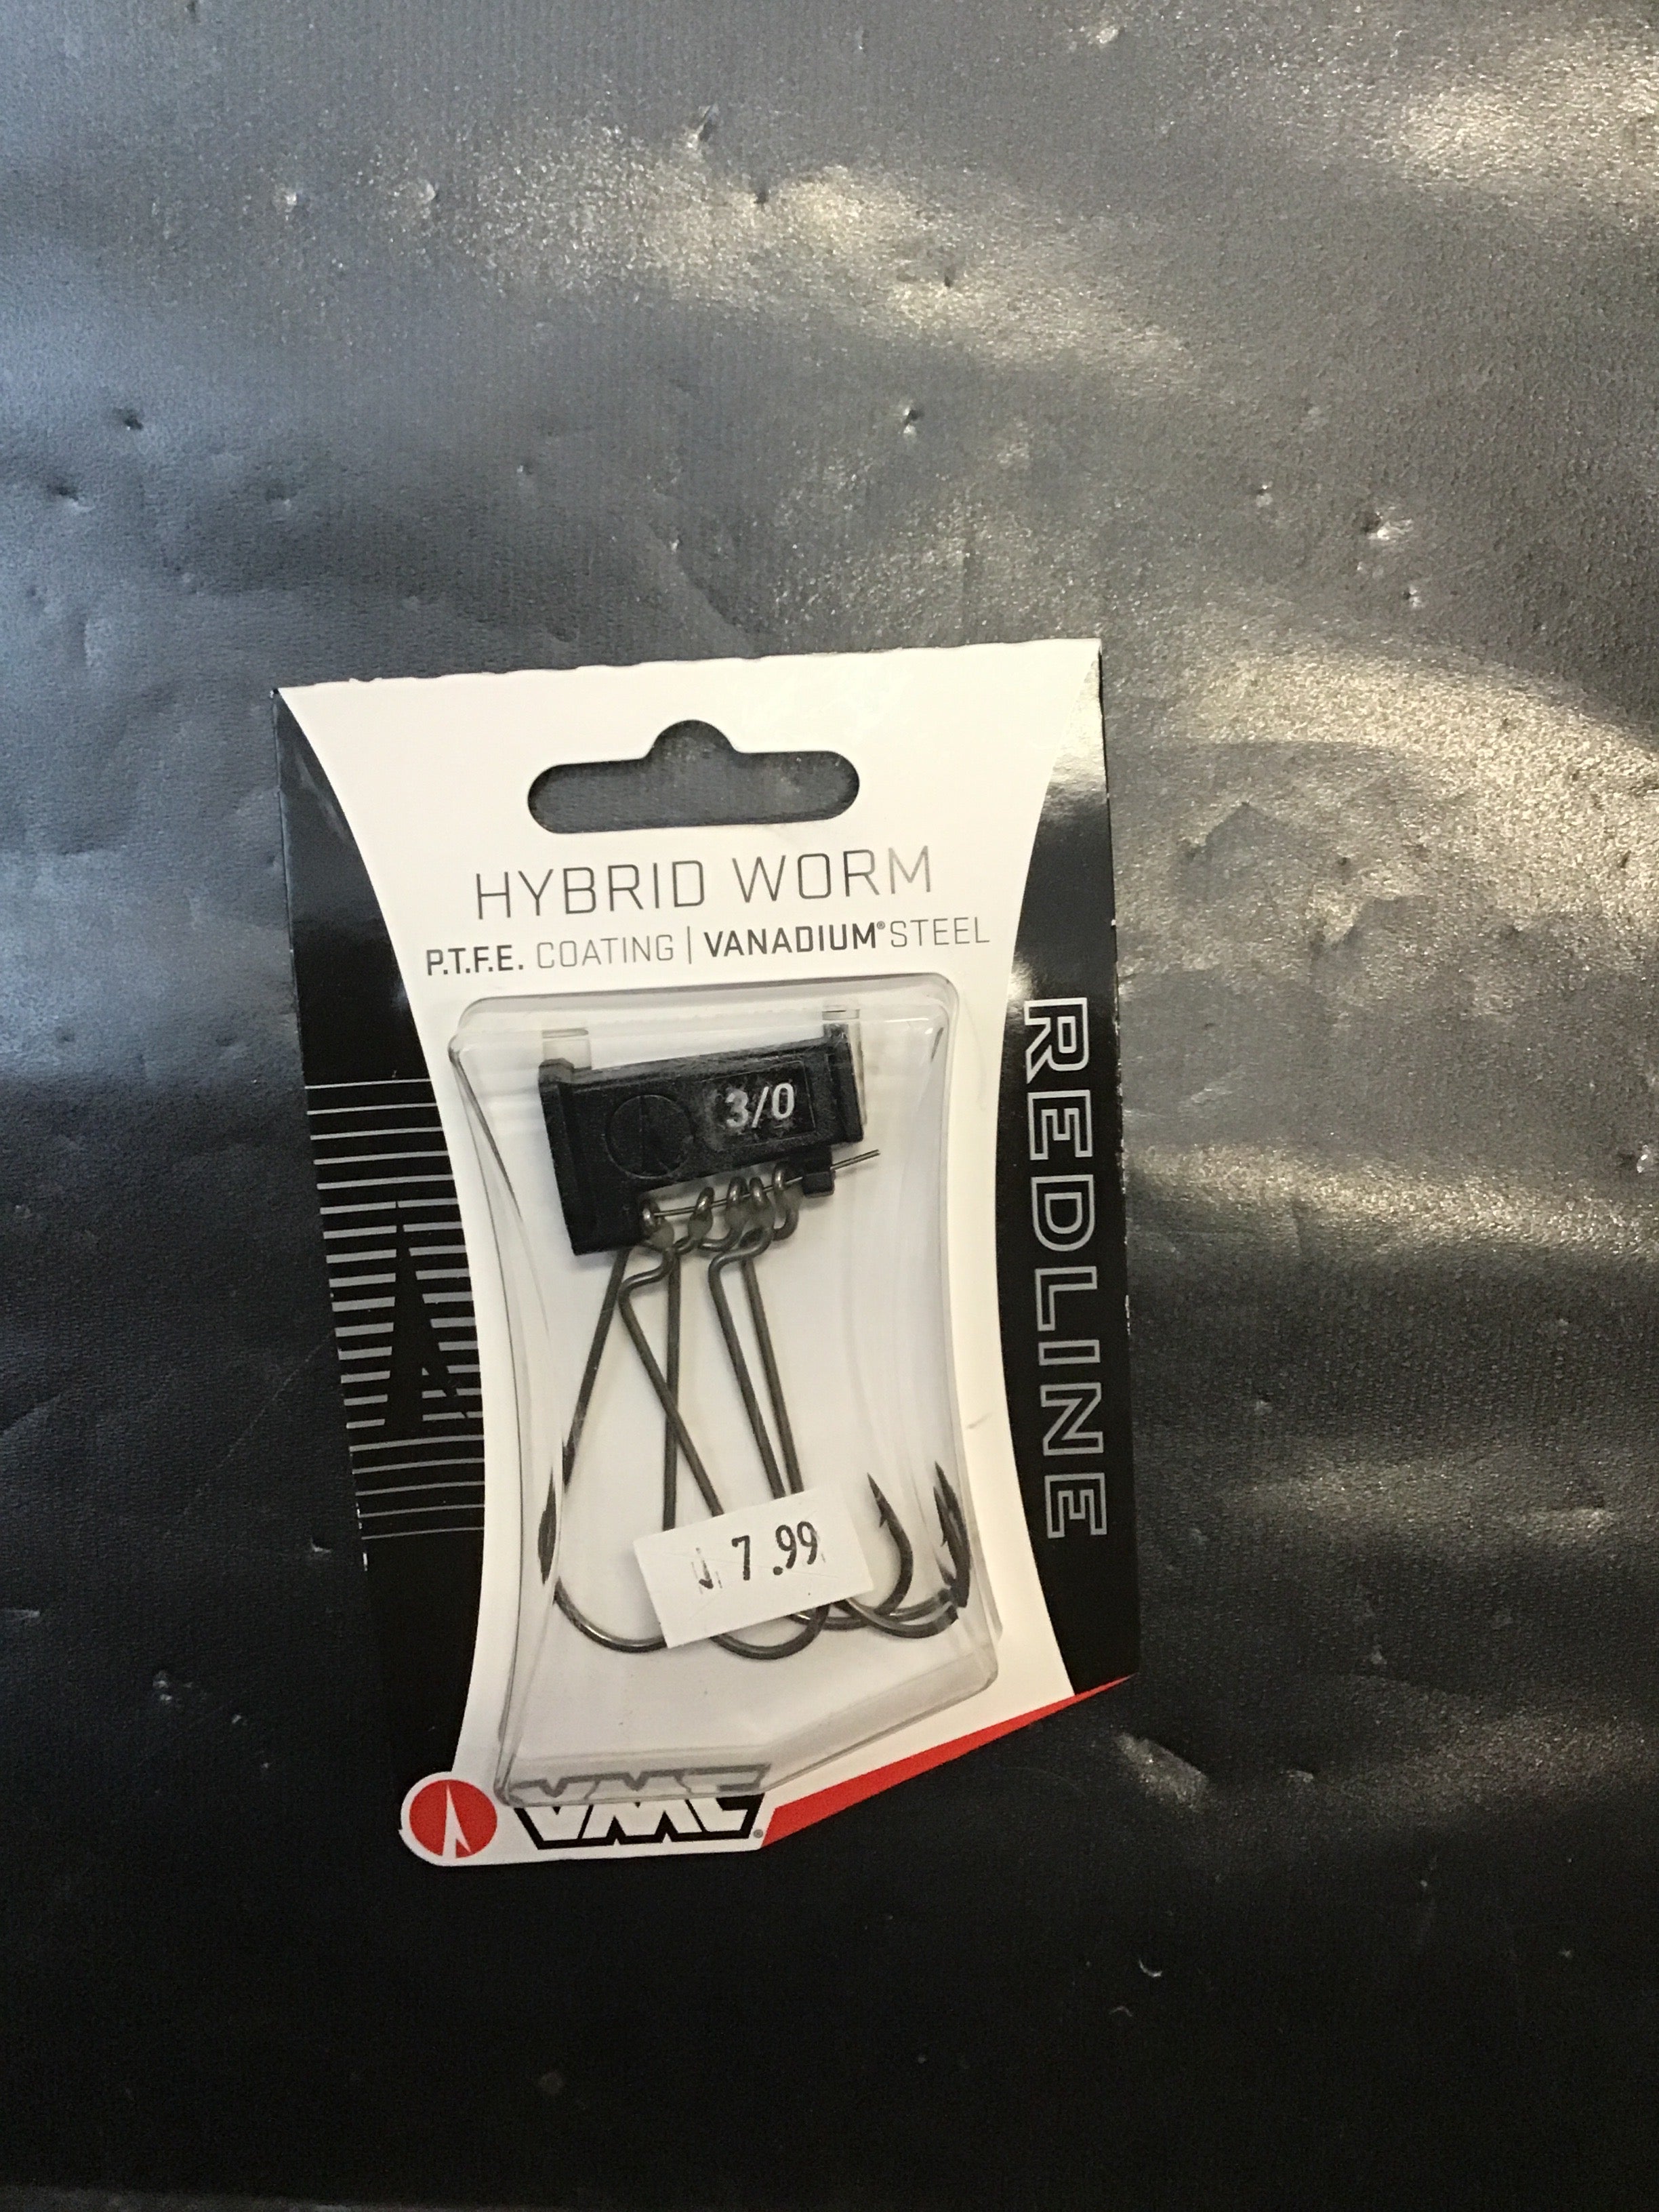 HYBRID WORM
P.T.F.E. COATING | VANADIUM® STEEL
3/0
REDLINE
7.99
VMC®